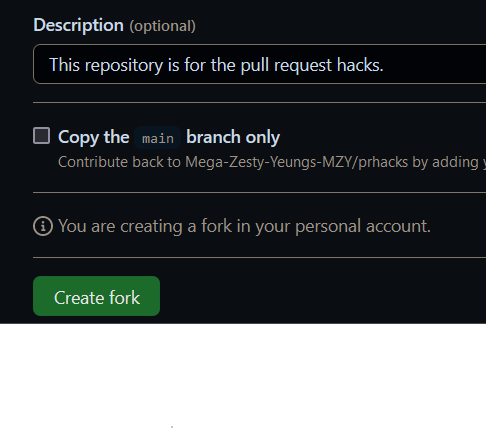 Description (optional)
This repository is for the pull request hacks.
Copy the main branch only
Contribute back to Mega-Zesty-Yeungs-MZY/prhacks by adding
You are creating a fork in your personal account.
Create fork